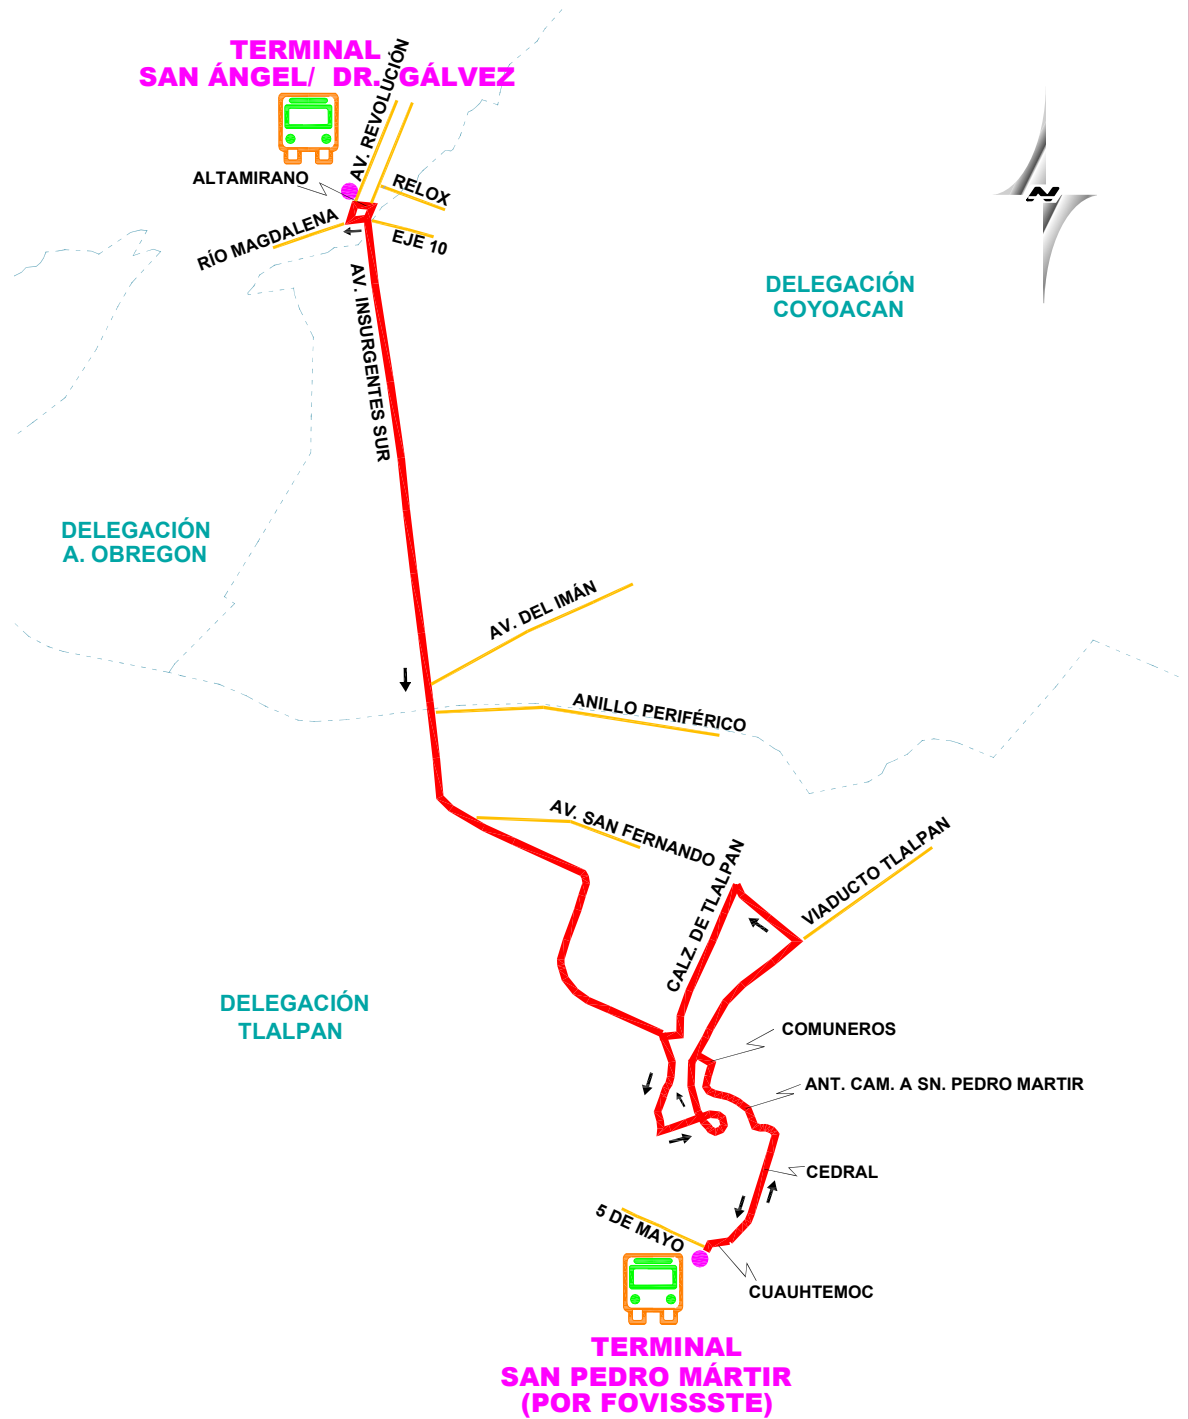 TERMINAL
SAN ÁNGEL/ DR. GÁLVEZ
AV. REVOLUCIÓN
ALTAMIRANO
RELOX
RÍO MAGDALENA
EJE 10
N
AV. INSURGENTES SUR
DELEGACIÓN
COYOACAN
DELEGACIÓN
A. OBREGON
AV. DEL IMÁN
ANILLO PERIFÉRICO
AV. SAN FERNANDO
CALZ. DE TLALPAN
VIADUCTO TLALPAN
DELEGACIÓN
TLALPAN
COMUNEROS
ANT. CAM. A SN. PEDRO MARTIR
CEDRAL
5 DE MAYO
CUAUHTEMOC
TERMINAL
SAN PEDRO MÁRTIR
(POR FOVISSSTE)